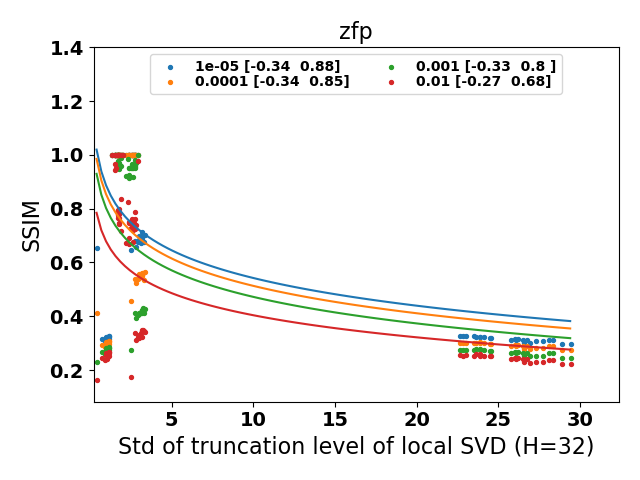 zfp
1e-05 [-0.34  0.88]
0.0001 [-0.34  0.85]
0.001 [-0.33  0.8 ]
0.01 [-0.27  0.68]
SSIM
1.4
1.2
1.0
0.8
0.6
0.4
0.2
5 10 15 20 25 30
Std of truncation level of local SVD (H=32)